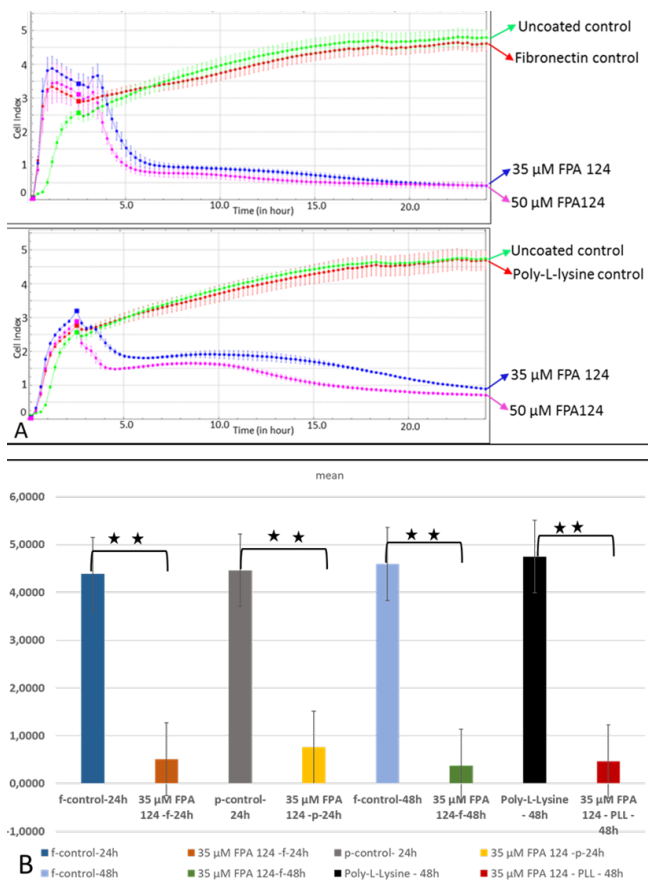 5
4
3
2
1
0
Cell Index
5.0
10.0
15.0
20.0
Time (in hour)
Uncoated control
Fibronectin control
35 µM FPA 124
50 µM FPA124
5
4
3
2
1
0
Cell Index
5.0
10.0
15.0
20.0
Time (in hour)
Uncoated control
Poly-L-lysine control
35 µM FPA 124
50 µM FPA124
A
mean
6,0000
5,0000
4,0000
3,0000
2,0000
1,0000
0,0000
-1,0000
★ ★
★ ★
★ ★
★ ★
f-control-24h
35 µM FPA
124 -f-24h
p-control-
24h
35 µM FPA
124 -p-24h
f-control-48h
35 µM FPA
124-f-48h
Poly-L-Lysine
- 48h
35 µM FPA
124 - PLL -
48h
f-control-24h
35 µM FPA 124 -f-24h
p-control- 24h
35 µM FPA 124 -p-24h
f-control-48h
35 µM FPA 124-f-48h
Poly-L-Lysine - 48h
35 µM FPA 124 - PLL - 48h
B